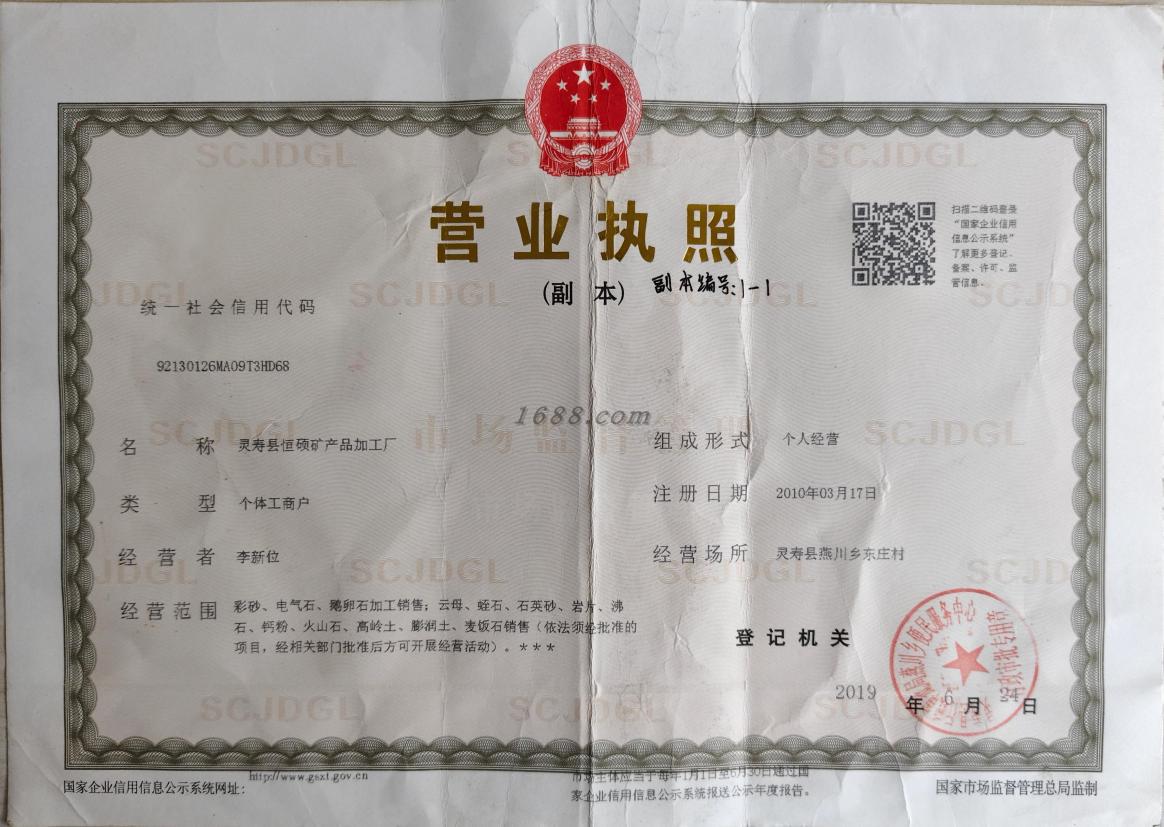 营业执照
(副 本) 副本编号:1-1
扫描二维码登录
“国家企业信用
信息公示系统”
了解更多登记、
备案、许可、监
管信息。
统一社会信用代码
92130126MA09T3HD68
1688.com
名 称 灵寿县恒硕矿产品加工厂
类 型 个体工商户
经营者 李新位
经营范围 彩砂、电气石、鹅卵石加工销售；云母、蛭石、石英砂、岩片、沸
石、钙粉、火山石、高岭土、膨润土、麦饭石销售（依法须经批准的
项目，经相关部门批准后方可开展经营活动）。***
组成形式 个人经营
注册日期 2010年03月17日
经营场所 灵寿县燕川乡东庄村
登记机关
2019 年 6 月 24 日
国家企业信用信息公示系统网址: http://www.gsxt.gov.cn
市场主体应当于每年1月1日至6月30日通过国
家企业信用信息公示系统报送公示年度报告。
国家市场监督管理总局监制
SCJDGL
SCJDGL
SCJDGL
SCJDGL
SCJDGL
SCJDGL
SCJDGL
SCJDGL
SCJDGL